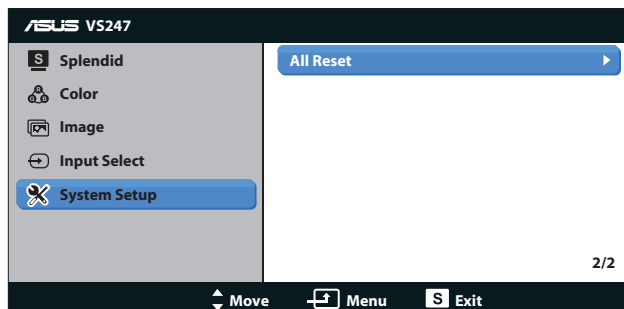 ASUS VS247
S Splendid
All Reset
R G B Color
Image
Input Select
System Setup
2/2
Move Menu S Exit